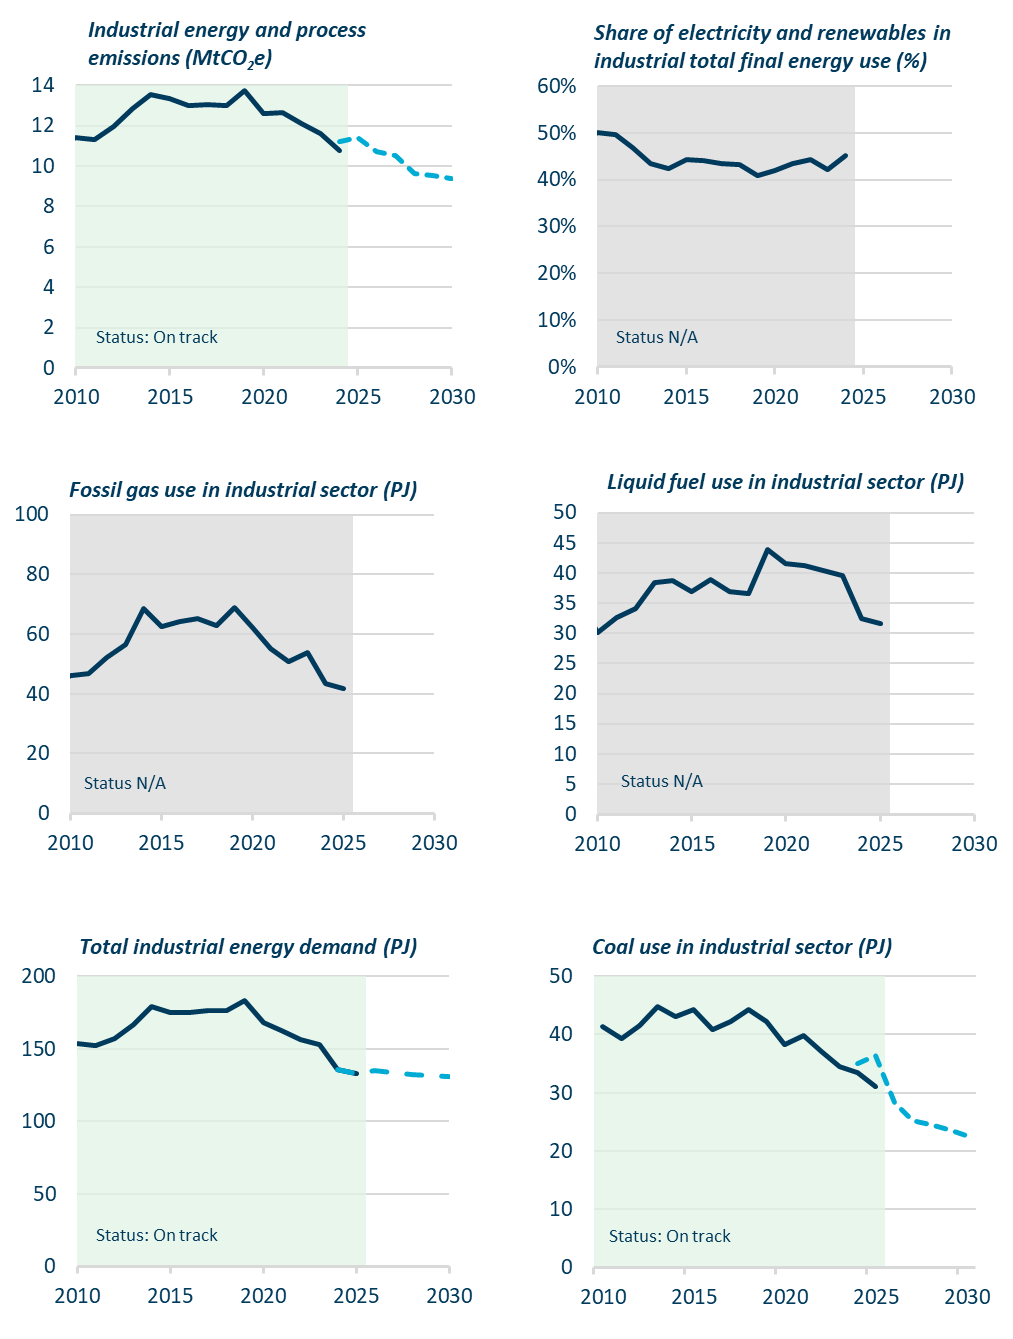 Industrial energy and process
emissions (MtCO₂e)
14
12
10
8
6
4
2
0
Status: On track
2010 2015 2020 2025 2030
Share of electricity and renewables in
industrial total final energy use (%)
60%
50%
40%
30%
20%
10%
0%
Status N/A
2010 2015 2020 2025 2030
Fossil gas use in industrial sector (PJ)
100
80
60
40
20
0
Status N/A
2010 2015 2020 2025 2030
Liquid fuel use in industrial sector (PJ)
50
45
40
35
30
25
20
15
10
5
0
Status N/A
2010 2015 2020 2025 2030
Total industrial energy demand (PJ)
200
150
100
50
0
Status: On track
2010 2015 2020 2025 2030
Coal use in industrial sector (PJ)
50
40
30
20
10
0
Status: On track
2010 2015 2020 2025 2030